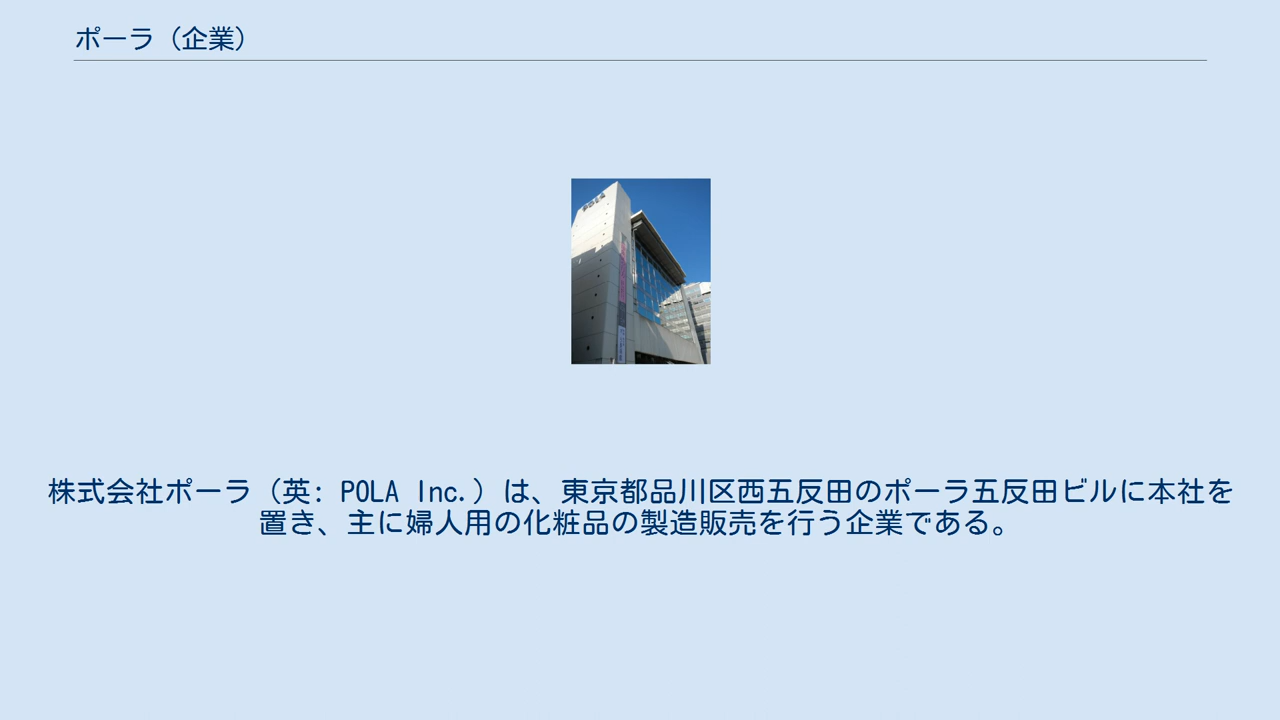 ポーラ（企業）
POLA
株式会社ポーラ（英: POLA Inc.）は、東京都品川区西五反田のポーラ五反田ビルに本社を
置き、主に婦人用の化粧品の製造販売を行う企業である。